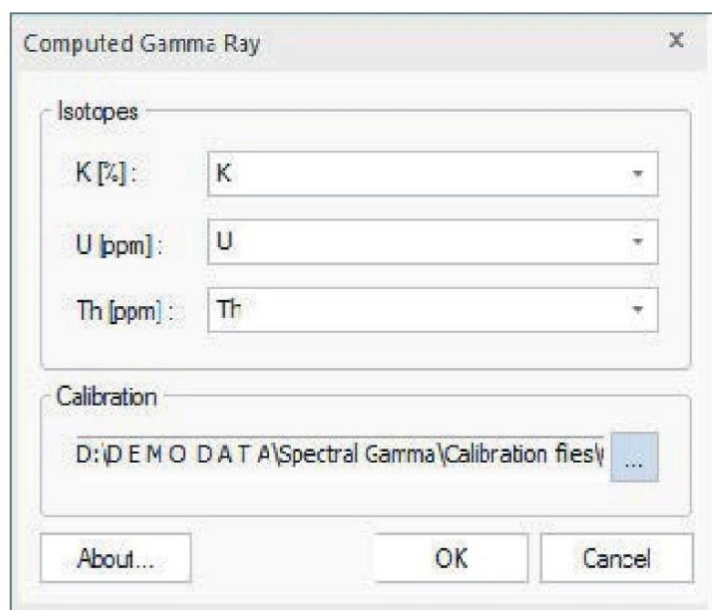 Computed Gamma Ray x
Isotopes
K [%] : K
U [ppm] : U
Th [ppm] : Th
Calibration
D:\D E M O D A T A\Spectral Gamma\Calibration files\ ...
About... OK Cancel